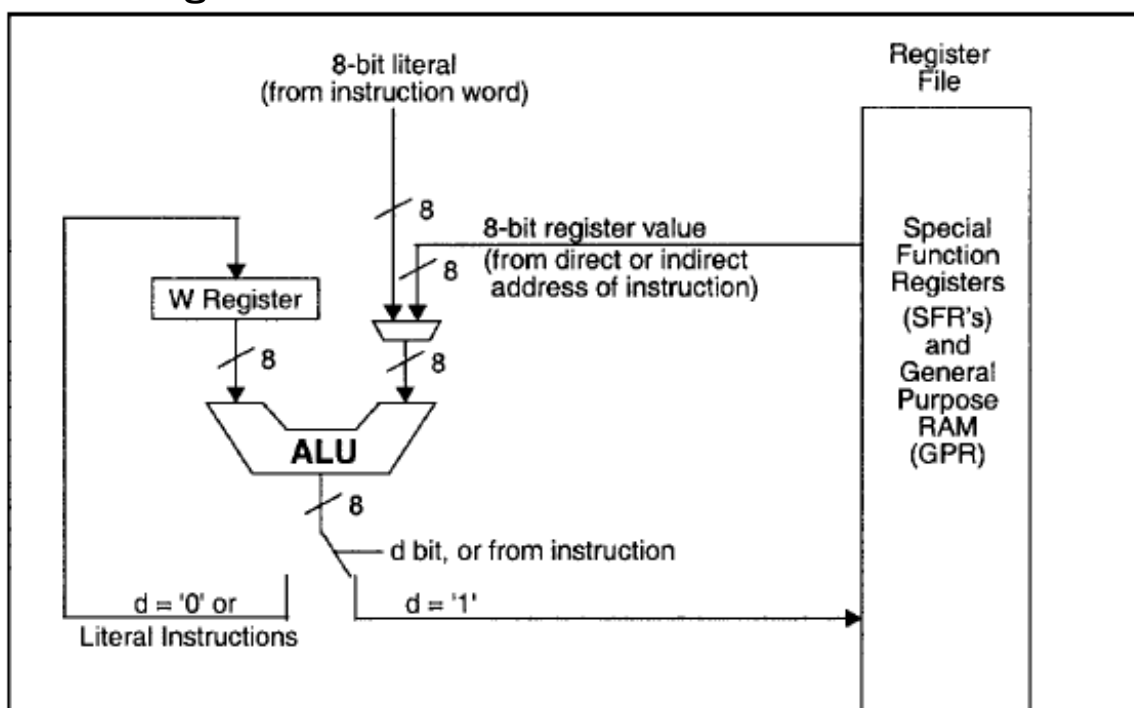 8-bit literal
(from instruction word)
Register
File
8
8-bit register value
8
(from direct or indirect
address of instruction)
W Register
8
8
Special
Function
Registers
(SFR's)
and
General
Purpose
RAM
(GPR)
ALU
8
d bit, or from instruction
d = '0' or
Literal Instructions
d = '1'